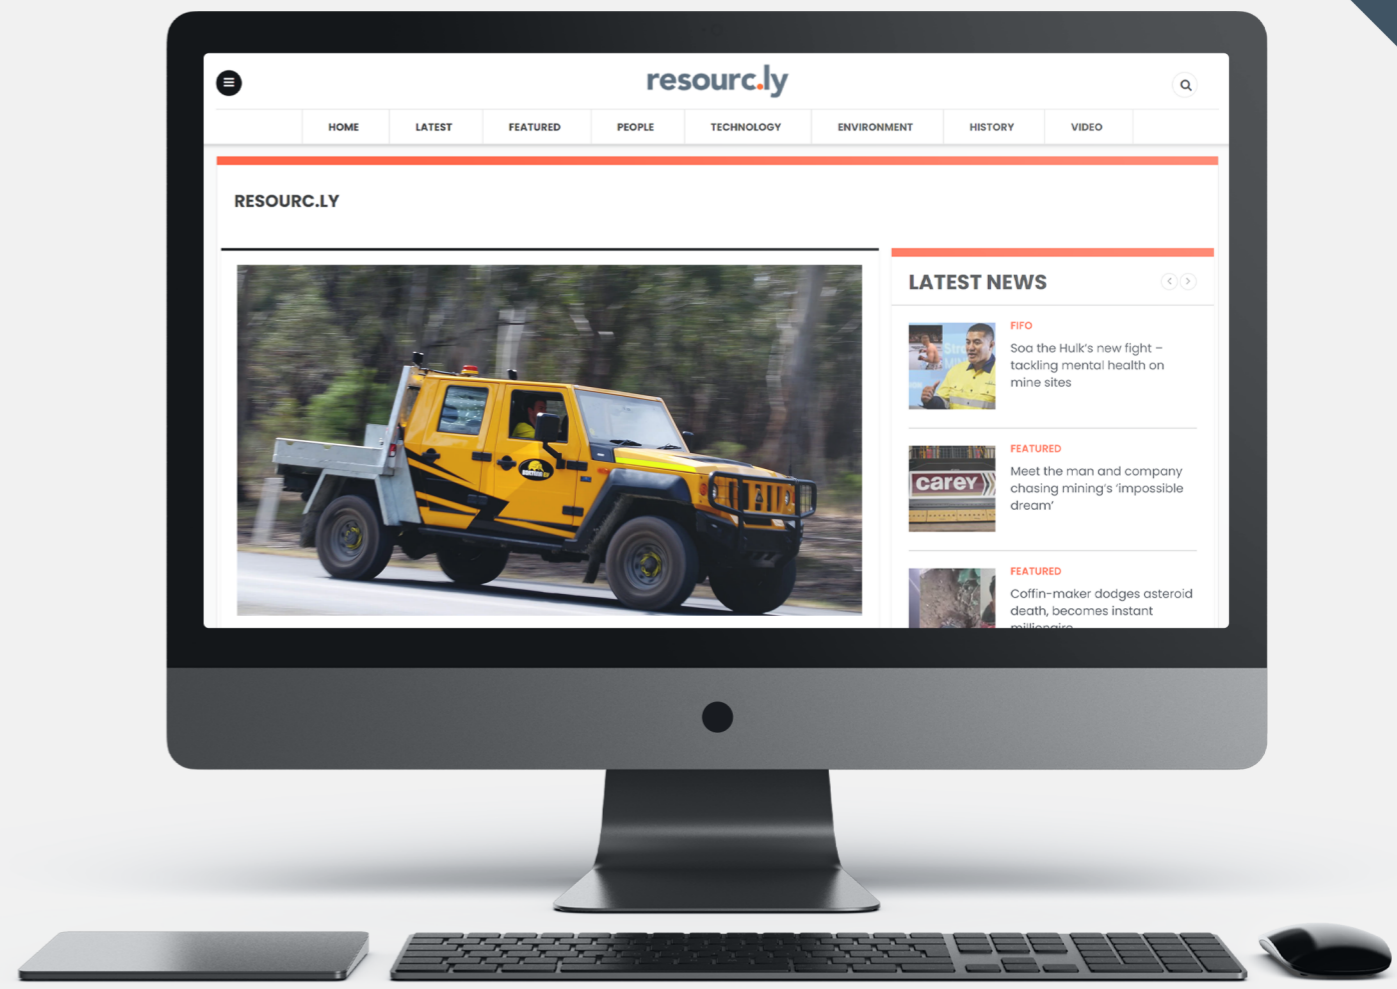 resourc.ly
HOME
LATEST
FEATURED
PEOPLE
TECHNOLOGY
ENVIRONMENT
HISTORY
VIDEO
RESOURC.LY
LATEST NEWS
FIFO
Soa the Hulk's new fight –
tackling mental health on
mine sites
FEATURED
carey
Meet the man and company
chasing mining's 'impossible
dream'
FEATURED
Coffin-maker dodges asteroid
death, becomes instant
millionaire